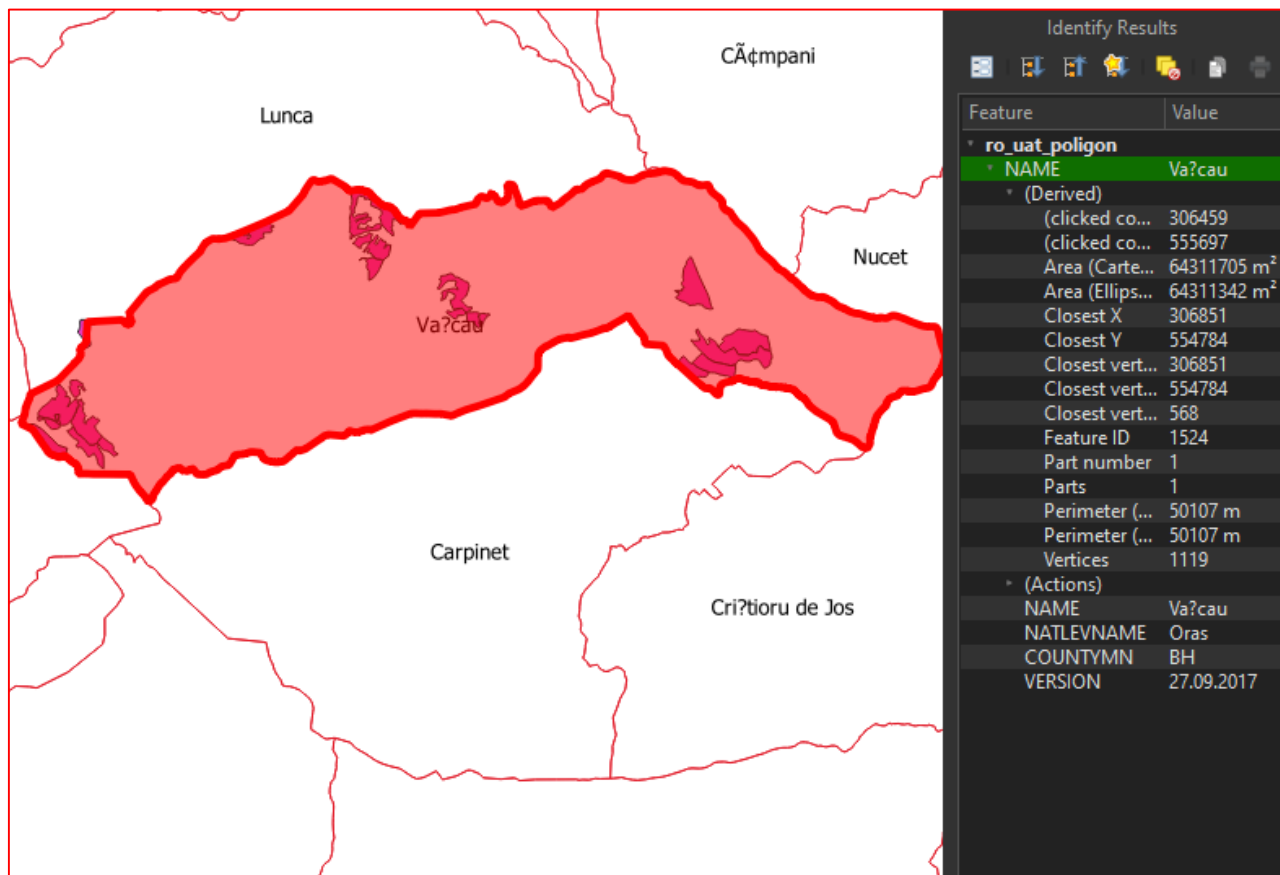 CÃ¢mpani
Lunca
Nucet
Va?cau
Carpinet
Cri?tioru de Jos
Identify Results
Feature Value
ro_uat_poligon
NAME Va?cau
(Derived)
(clicked co... 306459
(clicked co... 555697
Area (Carte... 64311705 m²
Area (Ellips... 64311342 m²
Closest X 306851
Closest Y 554784
Closest vert... 306851
Closest vert... 554784
Closest vert... 568
Feature ID 1524
Part number 1
Parts 1
Perimeter (... 50107 m
Perimeter (... 50107 m
Vertices 1119
(Actions)
NAME Va?cau
NATLEVNAME Oras
COUNTYMN BH
VERSION 27.09.2017